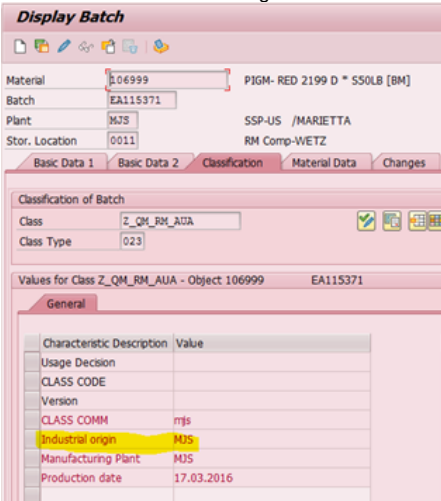 Display Batch
Material 106999 PIGM- RED 2199 D * S50LB [BM]
Batch EA115371
Plant MJS SSP-US /MARIETTA
Stor. Location 0011 RM Comp-WETZ
Basic Data 1 Basic Data 2 Classification Material Data Changes
Classification of Batch
Class Z_QM_RM_AUA
Class Type 023
Values for Class Z_QM_RM_AUA - Object 106999 EA115371
General
Characteristic Description Value
Usage Decision
CLASS CODE
Version
CLASS COMM mjs
Industrial origin MJS
Manufacturing Plant MJS
Production date 17.03.2016